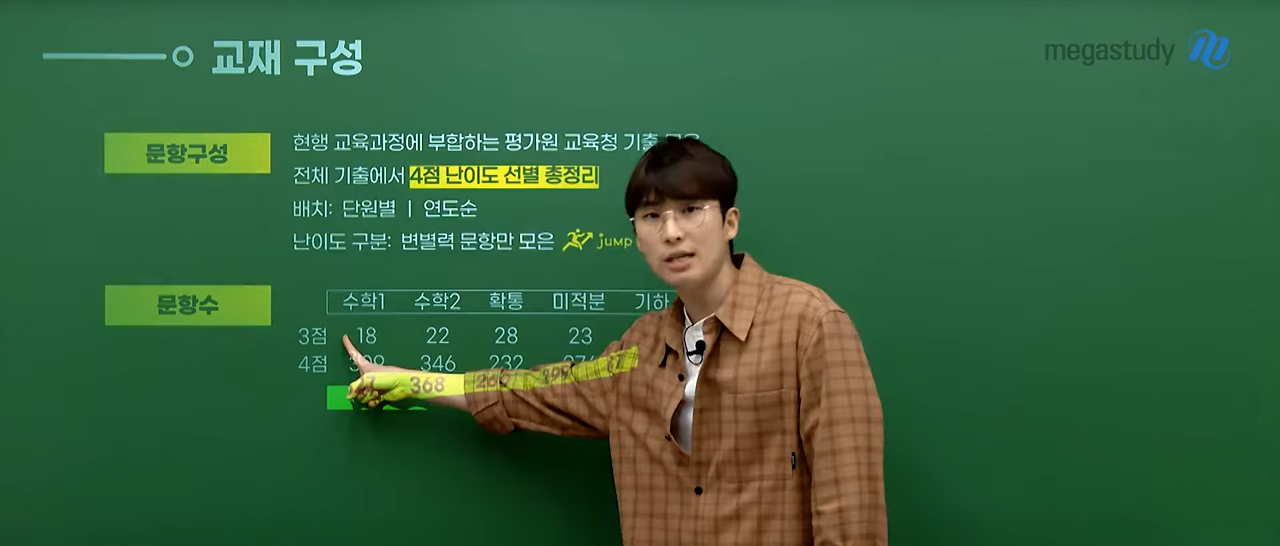 교재 구성
megastudy
문항구성
현행 교육과정에 부합하는 평가원 교육청 기출
전체 기출에서 4점 난이도 선별 총정리
배치: 단원별 | 연도순
난이도 구분: 변별력 문항만 모은 JUMP
문항수
수학1 수학2 확통 미적분 기하
3점 18 22 28 23
4점 346 232
368